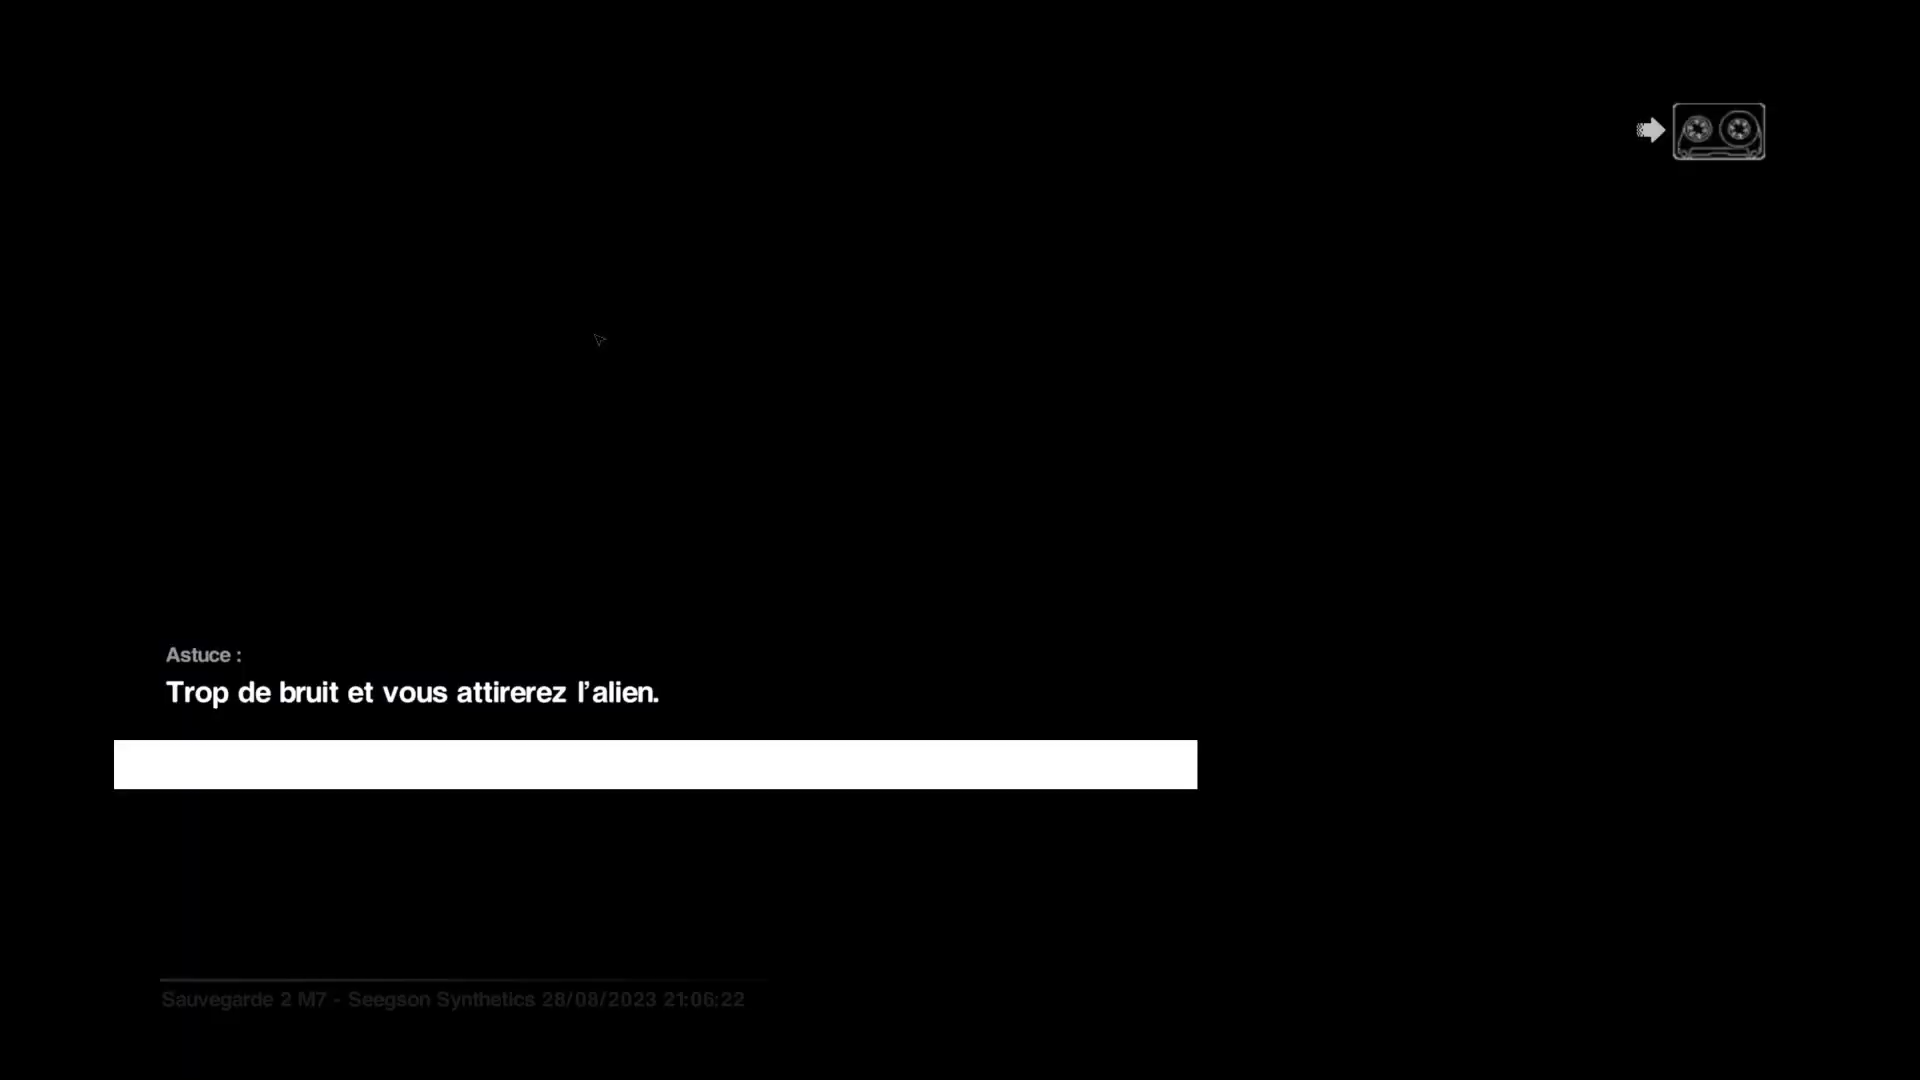 Astuce :
Trop de bruit et vous attirerez l’alien.
Sauvegarde 2 M7 - Seegson Synthetics 28/08/2023 21:06:22